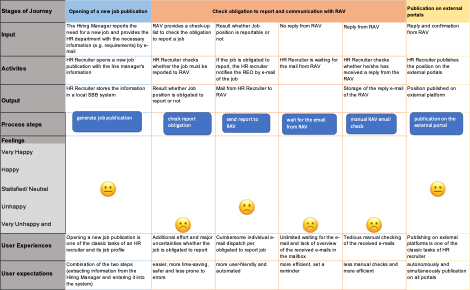 Stages of Journey
Opening of a new job publication
Check obligation to report and communication with RAV
Publication on external
portals
Input
The Hiring Manager reports the
need for a new job and provides the
HR department with the necessary
information (e.g. requirements) by e-
mail
RAV provides a check-up
list to check the obligation
to report a job
Result whether Job
position is reportable or
not
No reply from RAV
Reply from RAV
Reply and confirmation
from RAV
Activites
HR Recruiter opens a new job
publication with the line manager's
information
HR Recruiter checks
whether the job must be
reported to RAV.
If the job is obligated to
report, the HR recruiter
notifies the RED by e-mail
of the job
HR Recruiter is waiting for
the mail from RAV
HR Recruiter checks
whether he/she has
received a reply from the
RAV
HR Recruiter publishes
the position on the
external portals
Output
HR Recruiter stores the information
in a local SBB system
Result whether Job
position is obligated to
report or not
Mail from HR Recruiter to
RAV
Storage of the reply e-mail
of the RAV
Position published on
external platform
Process steps
generate job publication
check report
obligation
send report to
RAV
wait for the email
from RAV
manual RAV email
check
publication on
the external portal
Feelings
Very Happy
Happy
Statisfied/ Neutral
Unhappy
Very Unhappy and
User Experiences
Opening a new job publication is
one of the classic tasks of an HR
recruiter and its job profile
Additional effort and major
uncertainties whether the
job is obligated to report
Cumbersome individual e-
mail dispatch per
obligated to report job
Unlimited waiting for the e-
mail and lack of overview
of the received e-mails in
the mailbox
Tedious manual checking
of the received e-mails
Publishing on external
platforms is one of the
classic tasks of HR
recruiter
User expectations
Combination of the two steps
(extracting information from the
Hiring Manager and entering it into
the system)
easier, more time-saving,
safer and less prone to
errors
more user-friendly and
automated
more efficient, set a
reminder
less manual checks and
more efficient
autonomously and
simultaneously publication
on all portals